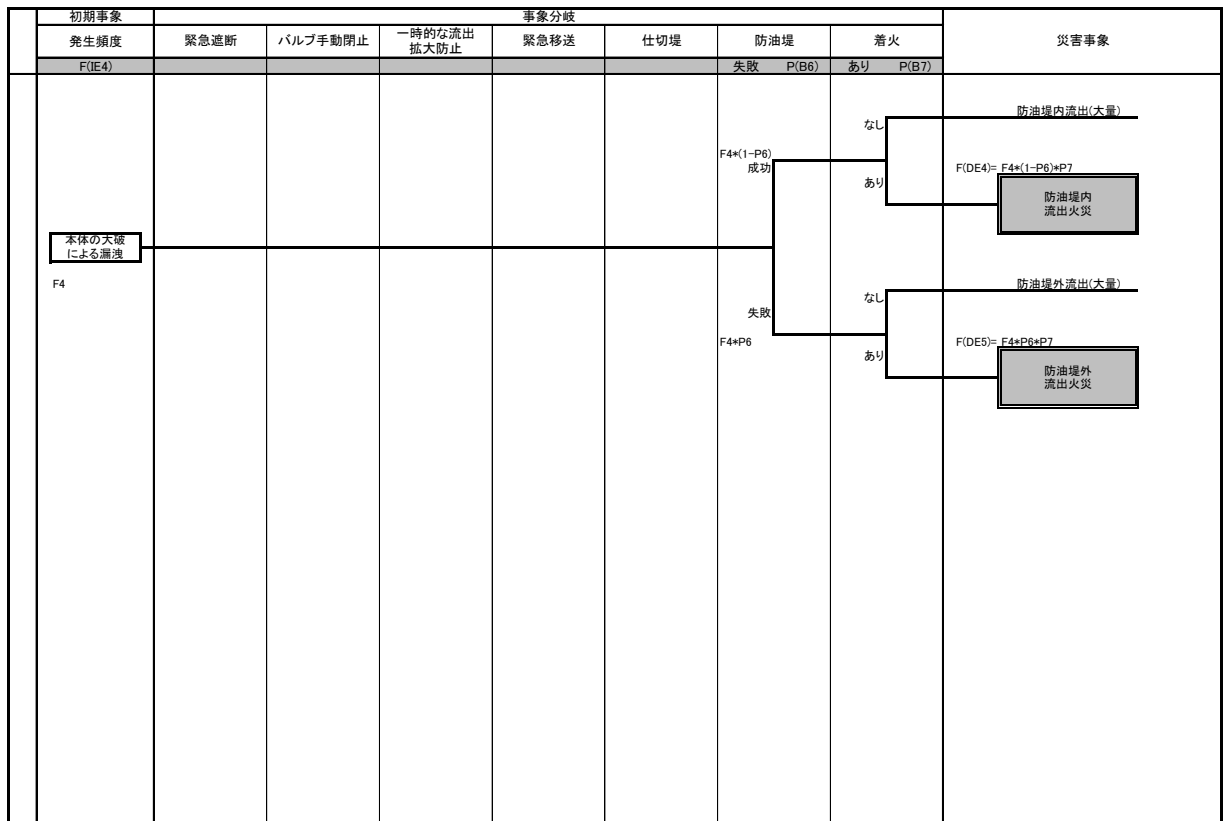 初期事象
事象分岐
発生頻度
緊急遮断
バルブ手動閉止
一時的な流出
拡大防止
緊急移送
仕切堤
防油堤
着火
災害事象
F(IE4)
失敗 P(B6)
あり P(B7)
防油堤内流出(大量)
なし
F4*(1-P6)
成功
あり
F(DE4)= F4*(1-P6)*P7
防油堤内
流出火災
本体の大破
による漏洩
F4
防油堤外流出(大量)
なし
失敗
F4*P6
あり
F(DE5)= F4*P6*P7
防油堤外
流出火災